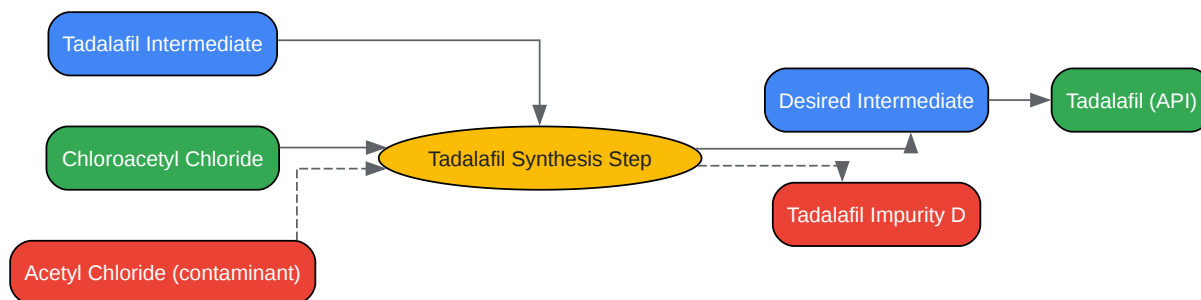 Tadalafil Intermediate
Chloroacetyl Chloride
Acetyl Chloride (contaminant)
Tadalafil Synthesis Step
Desired Intermediate
Tadalafil (API)
Tadalafil Impurity D